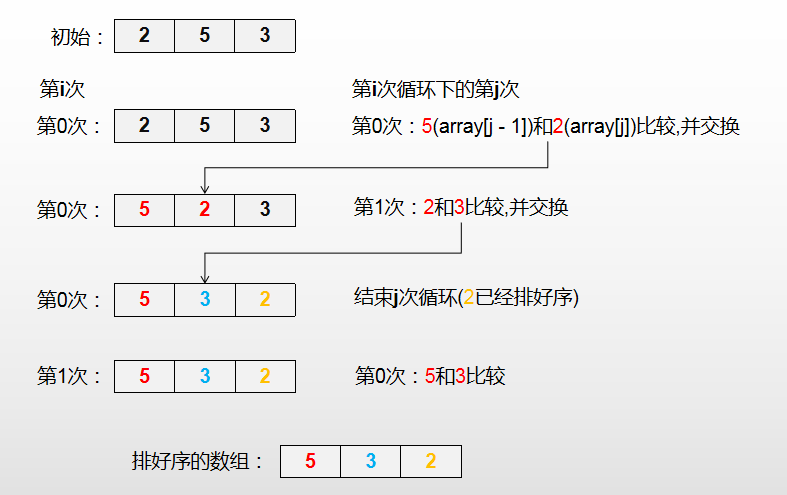 初始： 2 5 3
第i次 第i次循环下的第j次
第0次： 2 5 3 第0次：5(array[j - 1])和2(array[j])比较,并交换
第0次： 5 2 3 第1次：2和3比较,并交换
第0次： 5 3 2 结束j次循环(2已经排好序)
第1次： 5 3 2 第0次：5和3比较
排好序的数组： 5 3 2